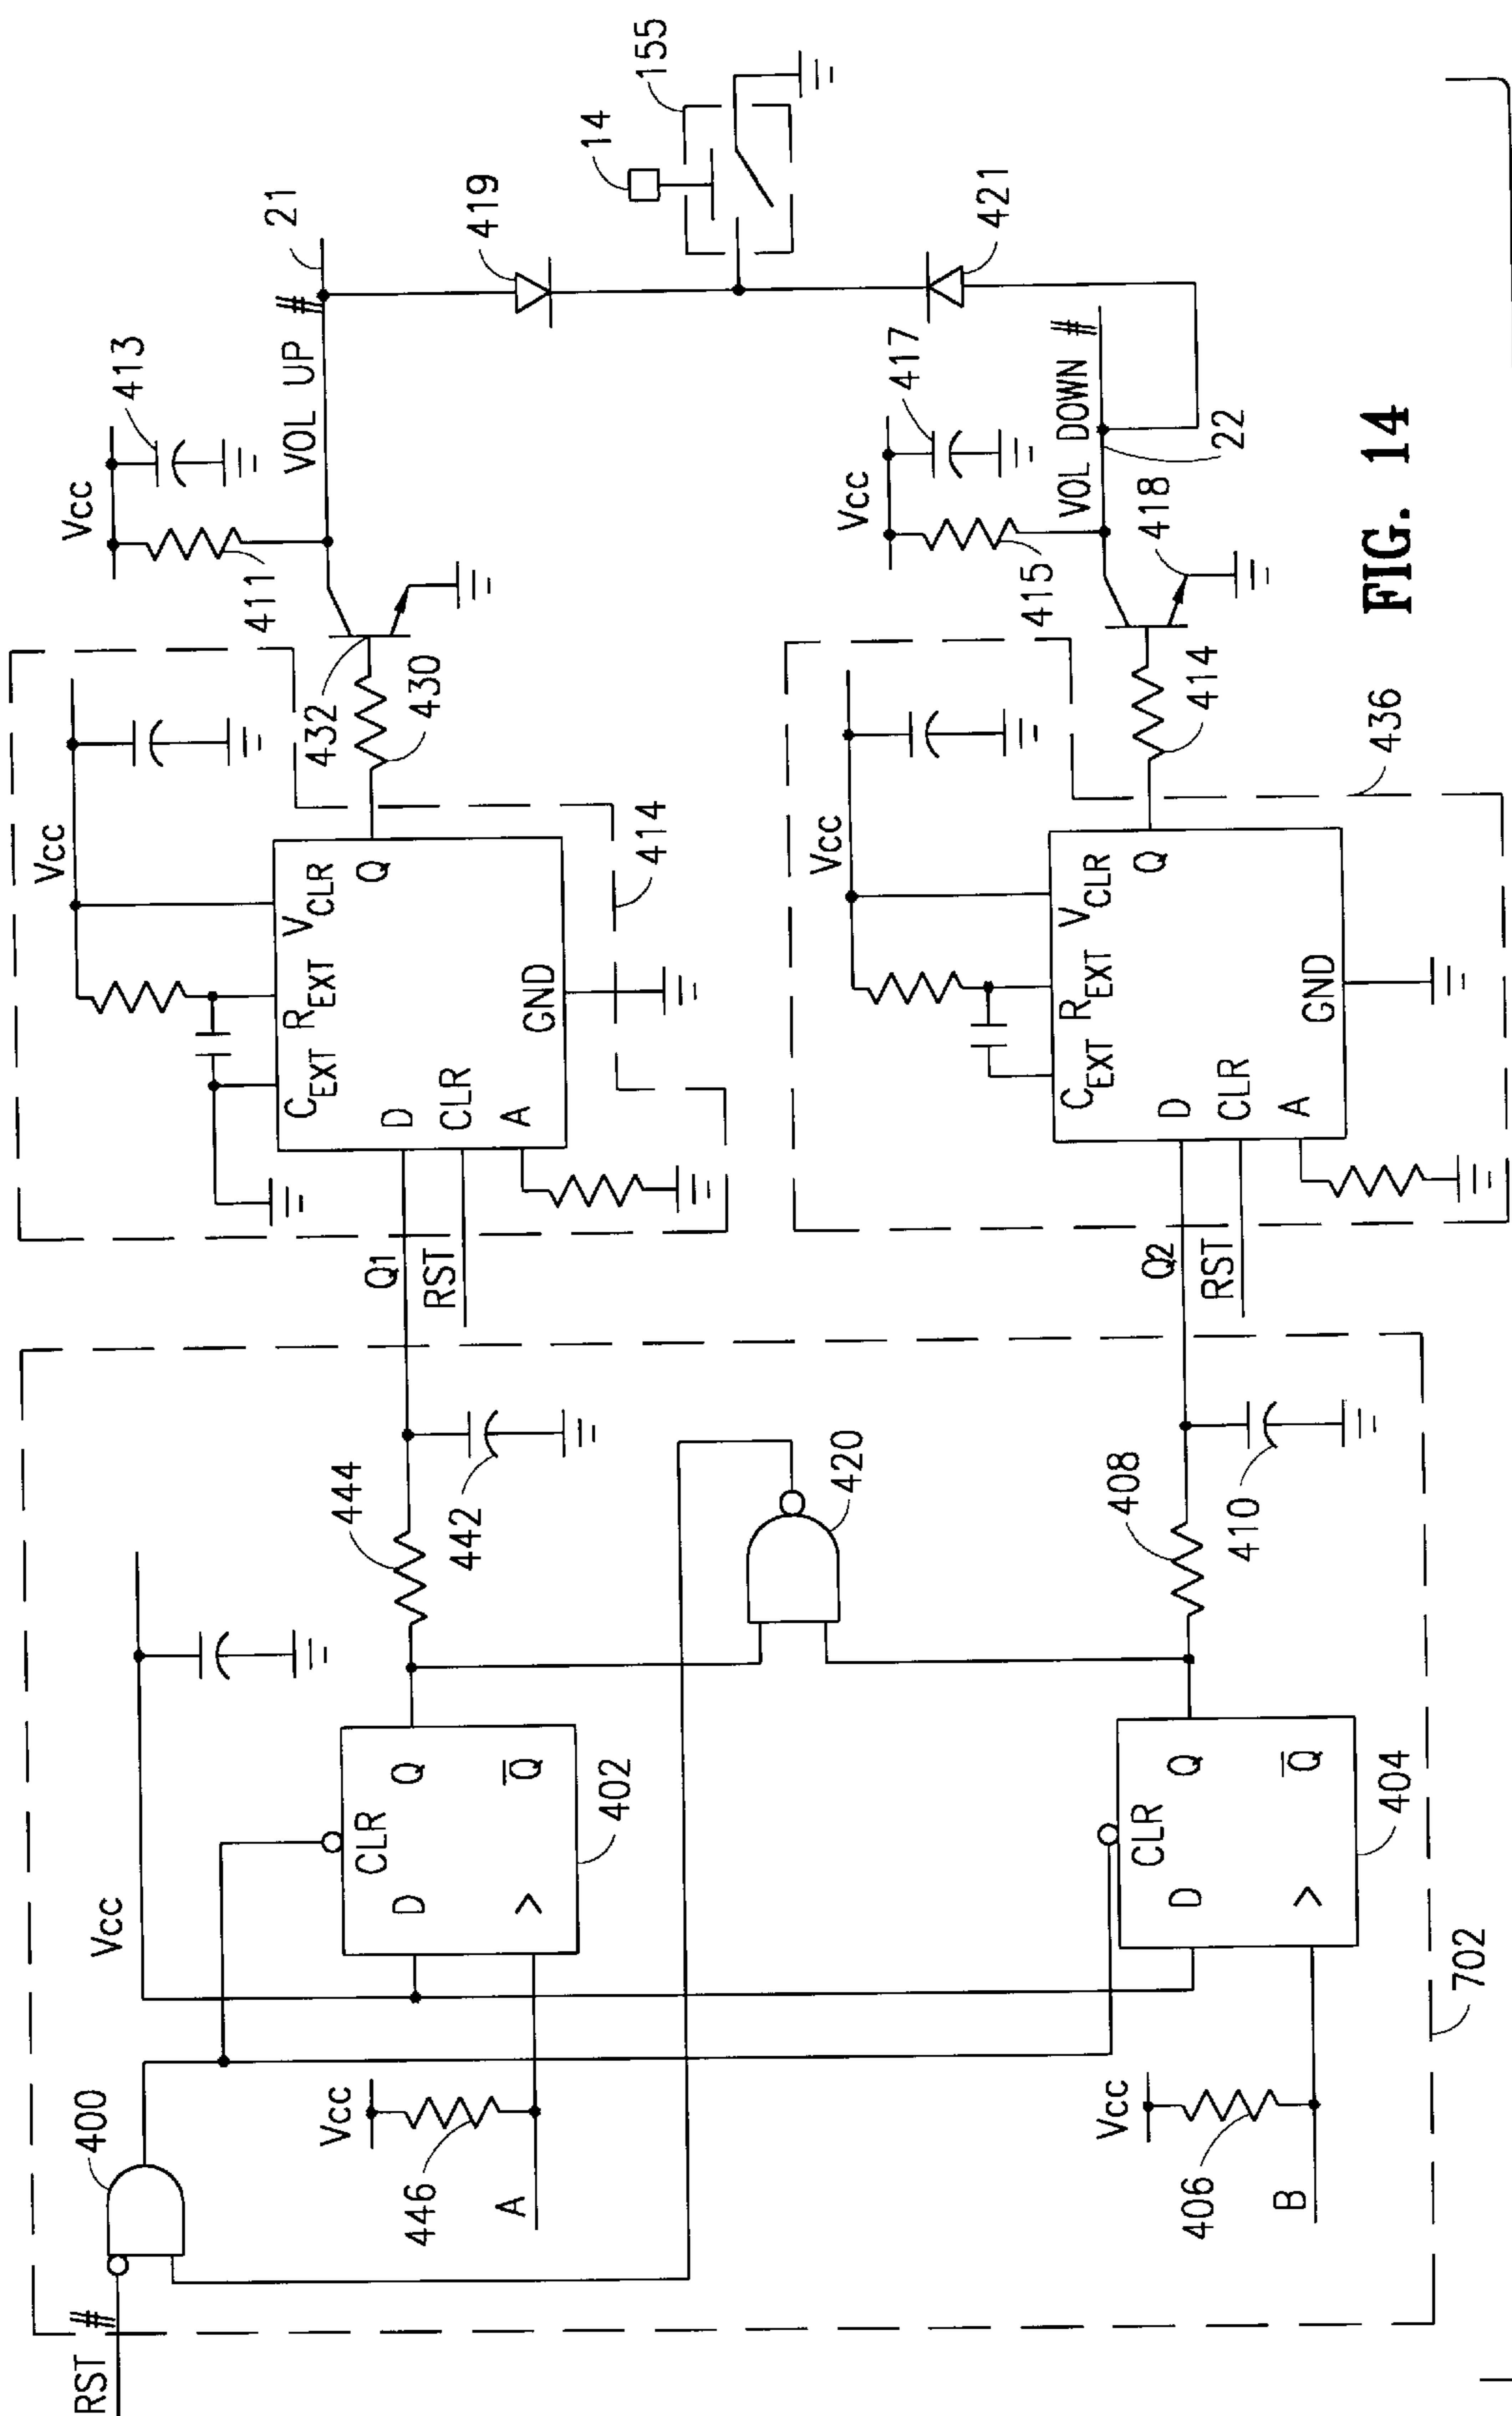 RST #
400
Vcc
446
A
Vcc
D
CLR
>
Q
Q̅
402
444
442
420
Vcc
406
B
D
CLR
>
Q
Q̅
404
408
410
702
Q1
RST
Vcc
C EXT
R EXT
V CLR
D
CLR
A
GND
Q
414
432
430
Vcc
411
413
VOL UP #
21
419
14
155
421
Q2
RST
Vcc
C EXT
R EXT
V CLR
D
CLR
A
GND
Q
436
414
418
Vcc
415
417
VOL DOWN #
22
FIG. 14